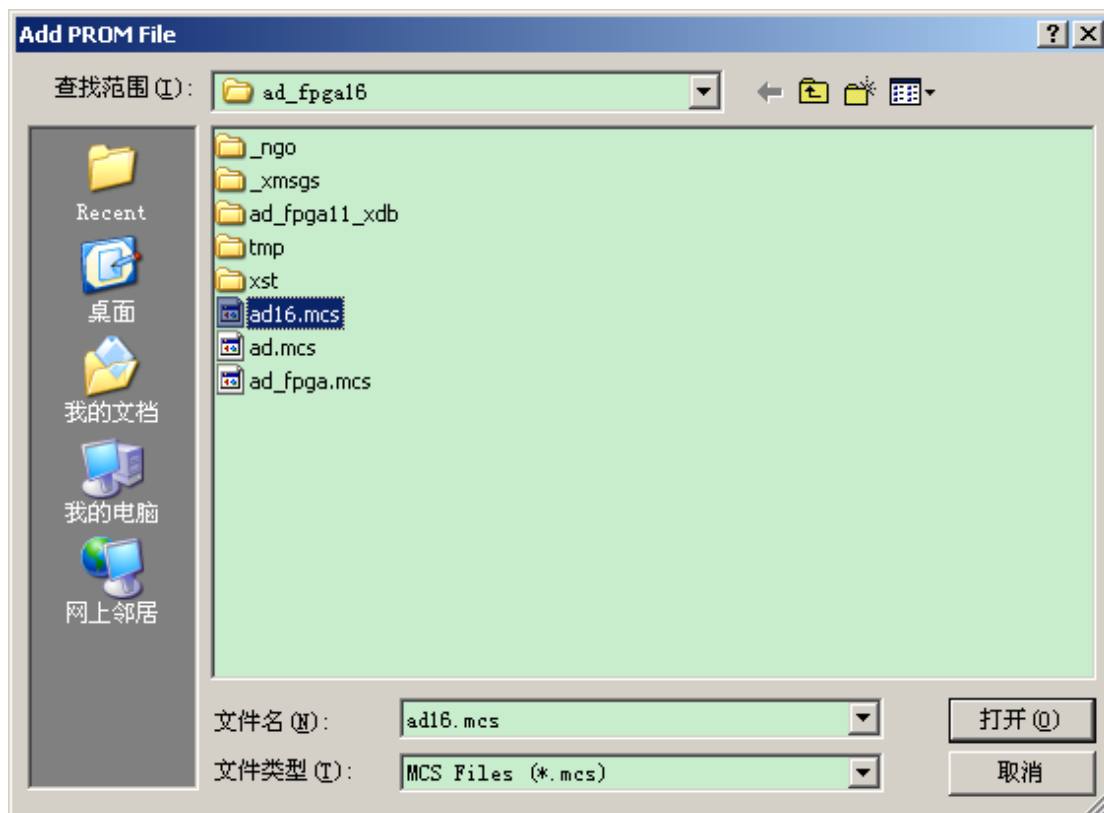 Add PROM File
查找范围(I):
ad_fpga16
Recent
桌面
我的文档
我的电脑
网上邻居
_ngo
_xmsgs
ad_fpga11_xdb
tmp
xst
ad16.mcs
ad.mcs
ad_fpga.mcs
文件名(N):
ad16.mcs
打开(O)
文件类型(T):
MCS Files (*.mcs)
取消